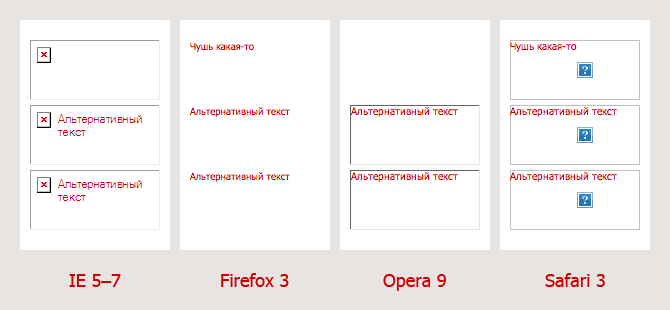 Альтернативный
текст
Альтернативный
текст
IE 5–7
Чушь какая-то
Альтернативный текст
Альтернативный текст
Firefox 3
Альтернативный текст
Альтернативный текст
Opera 9
Чушь какая-то
?
Альтернативный текст
?
Альтернативный текст
?
Safari 3